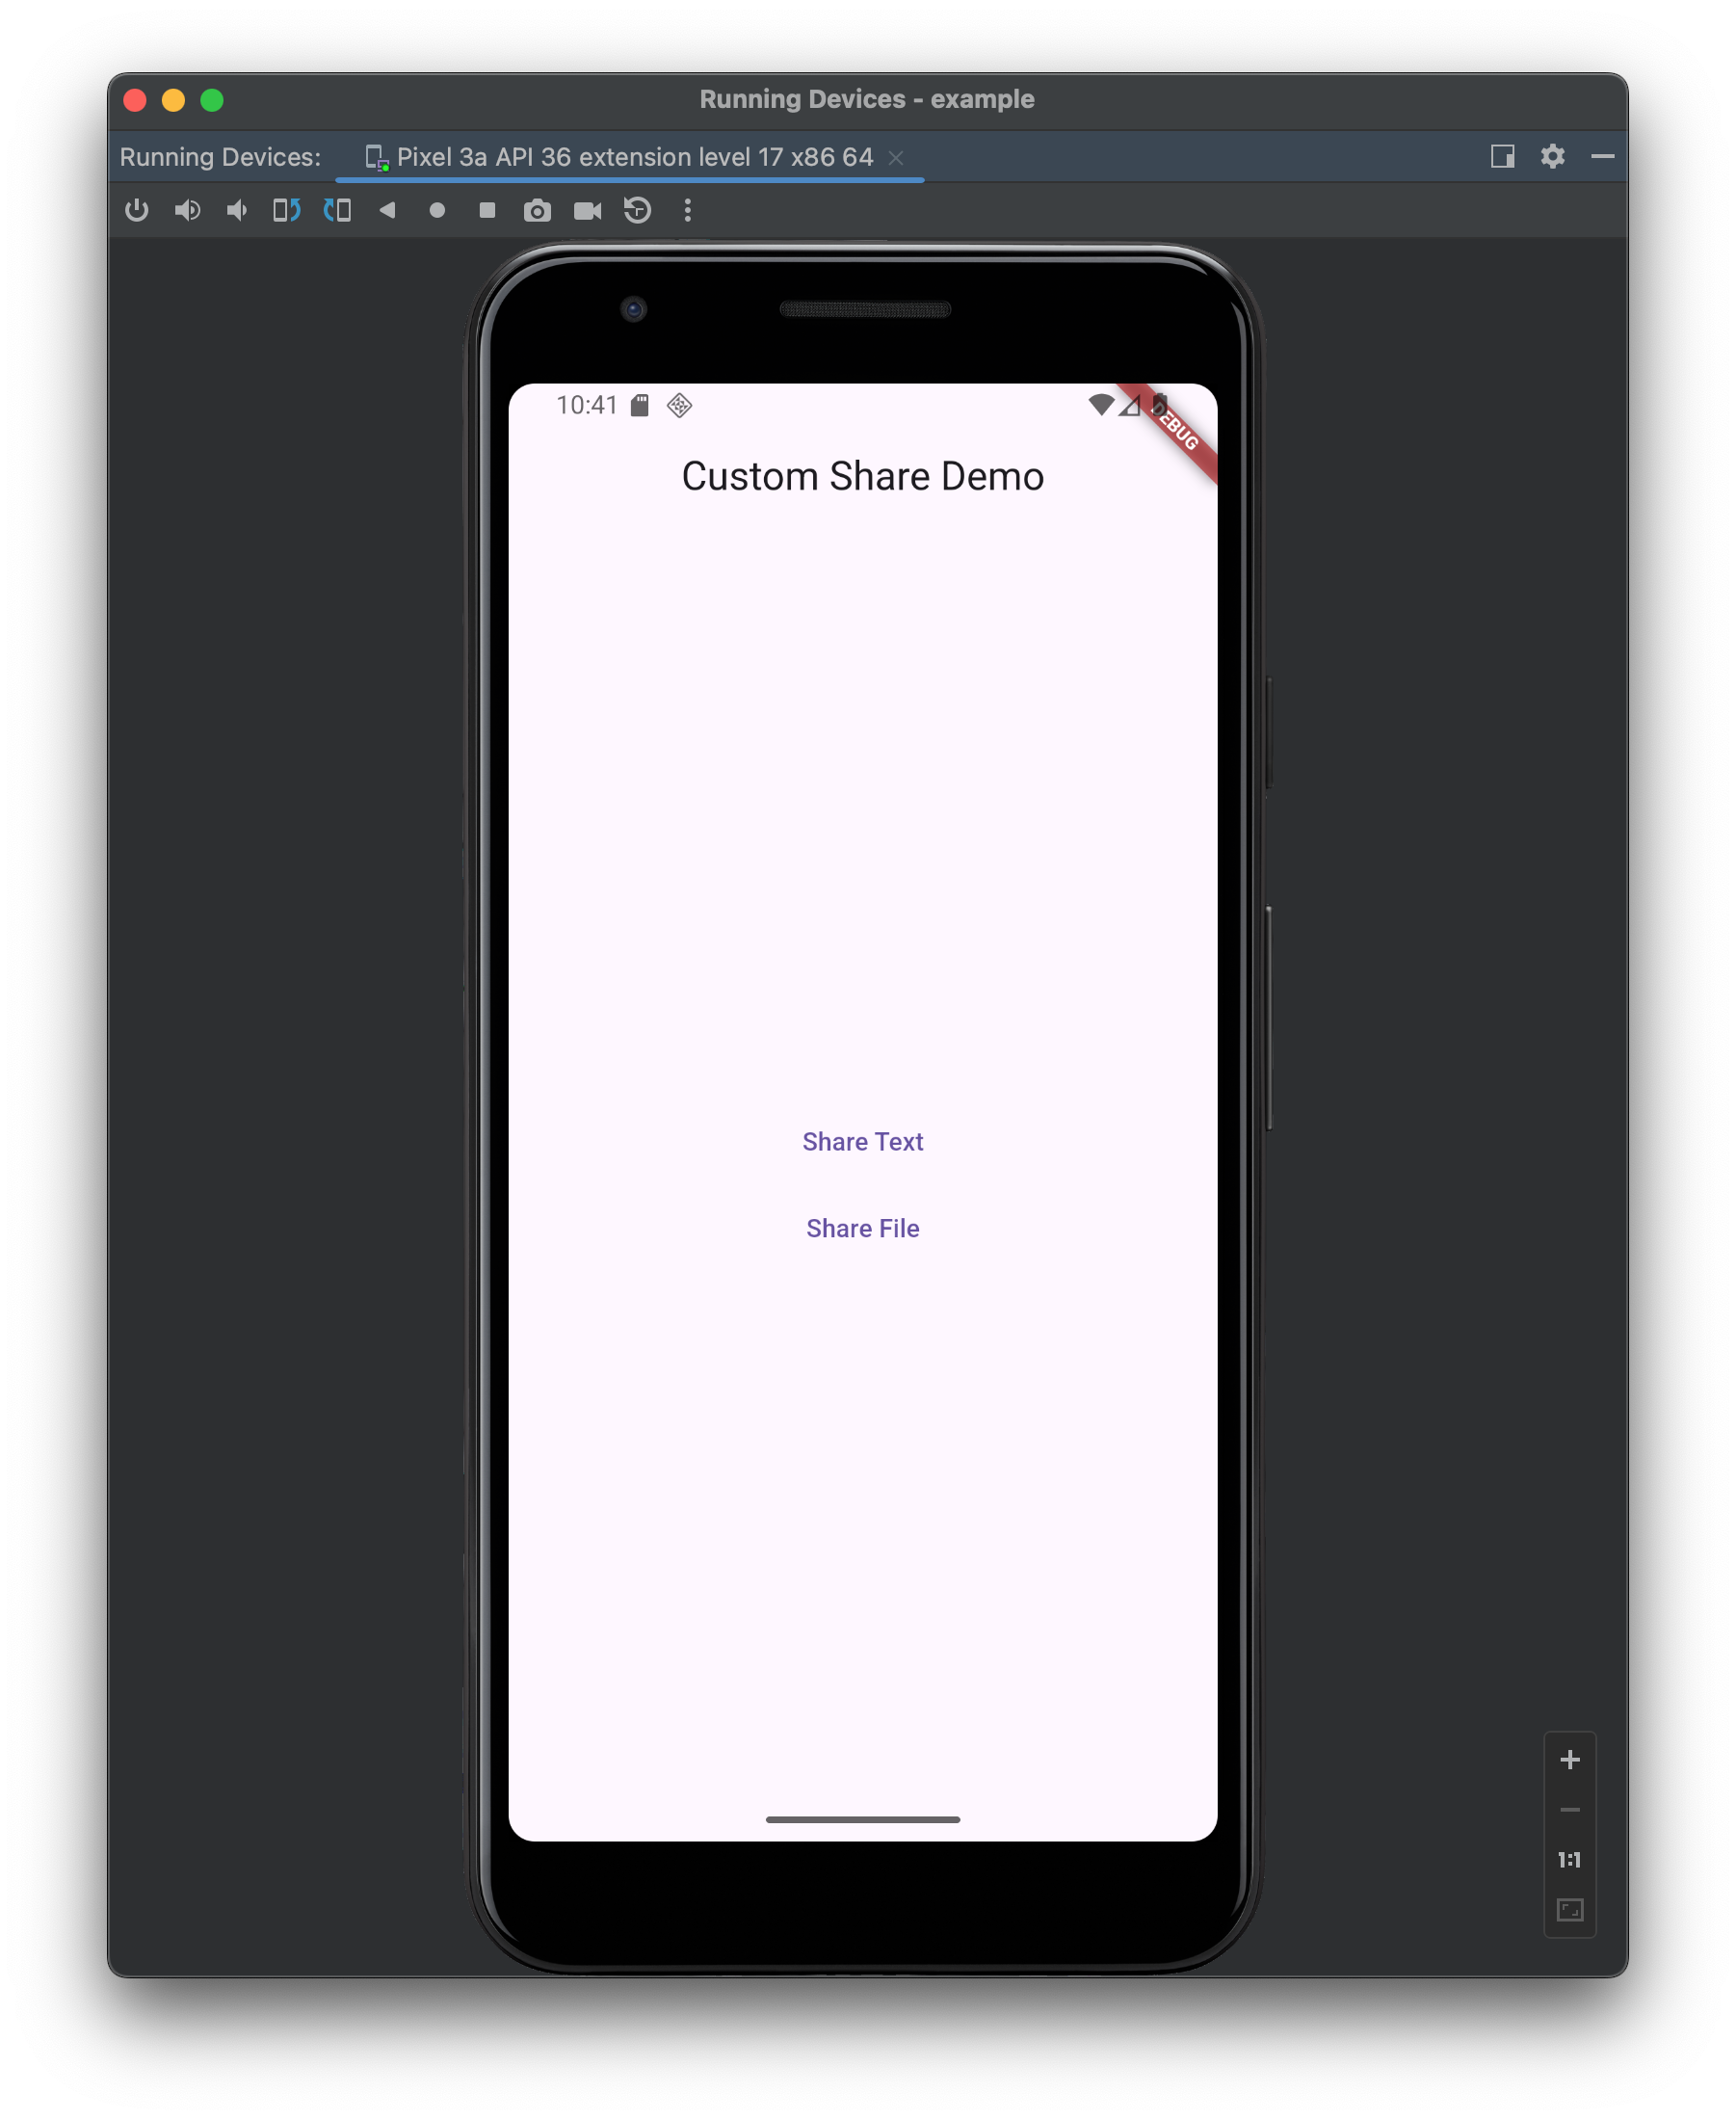 Running Devices - example
Running Devices: Pixel 3a API 36 extension level 17 x86 64
10:41
DEBUG
Custom Share Demo
Share Text
Share File
1:1